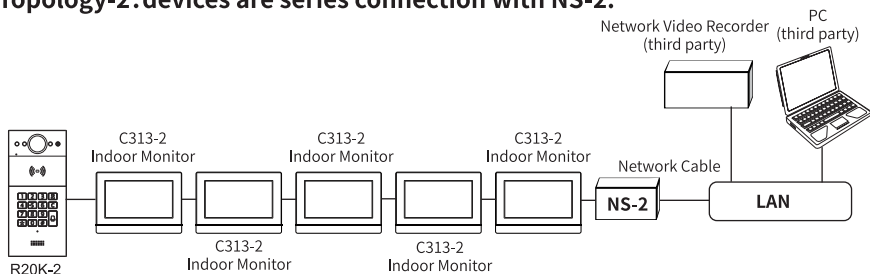 Topology-2:devices are series connection with NS-2.
Network Video Recorder
(third party)
PC
(third party)
C313-2
Indoor Monitor
C313-2
Indoor Monitor
C313-2
Indoor Monitor
Network Cable
NS-2
LAN
C313-2
Indoor Monitor
C313-2
Indoor Monitor
R20K-2